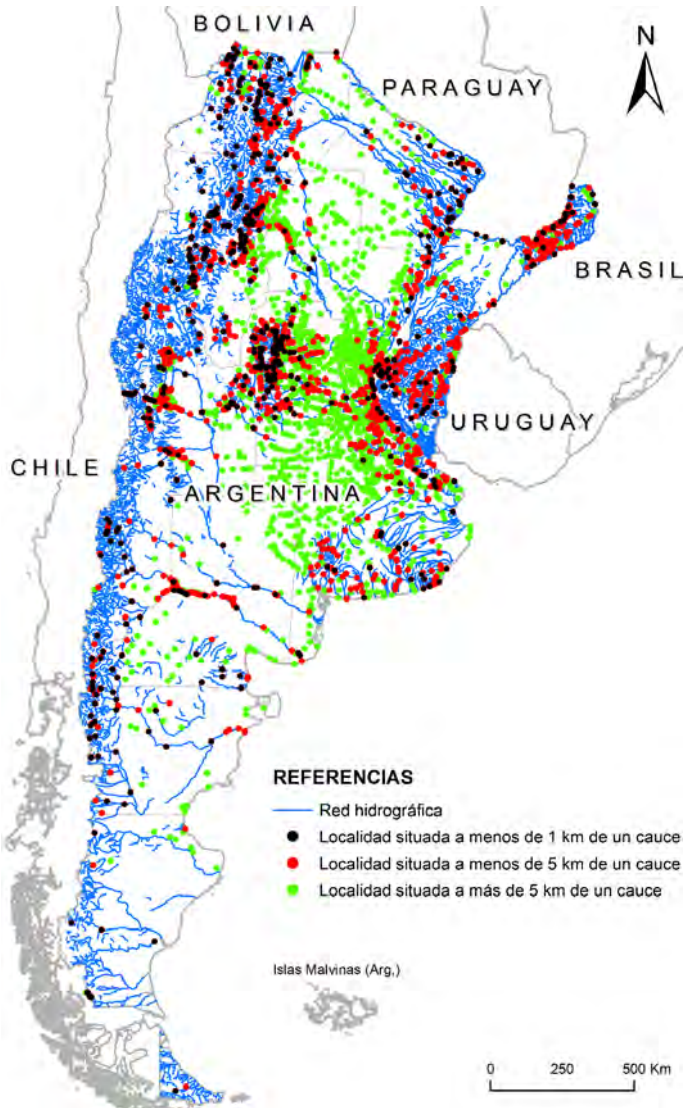 BOLIVIA
N
PARAGUAY
BRASIL
URUGUAY
CHILE
ARGENTINA
REFERENCIAS
Red hidrográfica
Localidad situada a menos de 1 km de un cauce
Localidad situada a menos de 5 km de un cauce
Localidad situada a más de 5 km de un cauce
Islas Malvinas (Arg,)
0 250 500 Km